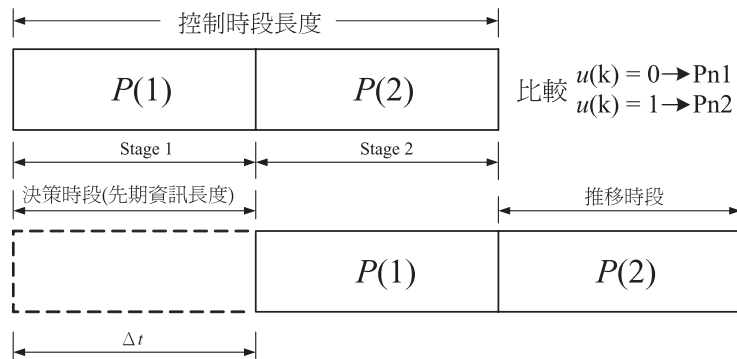 控制時段長度
P(1)
P(2)
比較 u(k) = 0→Pn1
u(k) = 1→Pn2
Stage 1
Stage 2
決策時段(先期資訊長度)
推移時段
P(1)
P(2)
Δt